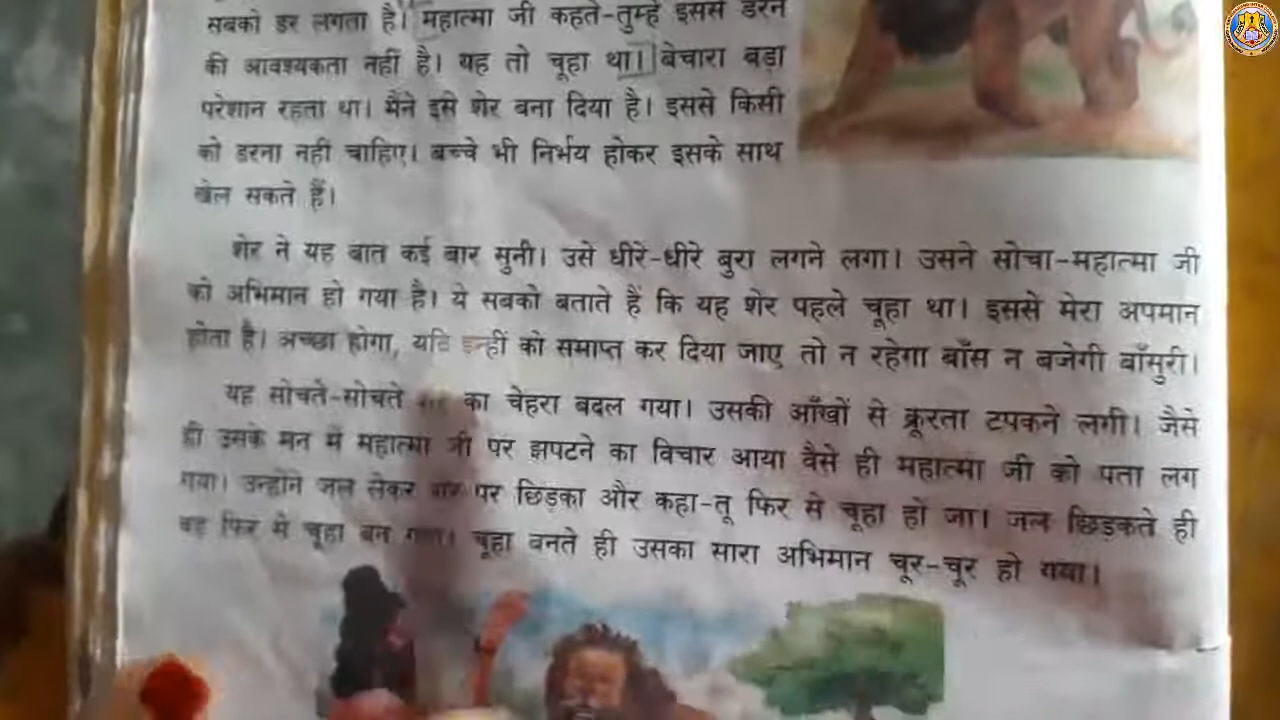 सबको डर लगता है। महात्मा जी कहते-तुम्हें इससे डरने
की आवश्यकता नहीं है। यह तो चूहा था। बेचारा बड़ा
परेशान रहता था। मैंने इसे शेर बना दिया है। इससे किसी
को डरना नहीं चाहिए। बच्चे भी निर्भय होकर इसके साथ
खेल सकते हैं।
शेर ने यह बात कई बार सुनी। उसे धीरे-धीरे बुरा लगने लगा। उसने सोचा-महात्मा जी
को अभिमान हो गया है। ये सबको बताते हैं कि यह शेर पहले चूहा था। इससे मेरा अपमान
होता है। अच्छा होगा, यदि इन्हीं को समाप्त कर दिया जाए तो न रहेगा बाँस न बजेगी बाँसुरी।
यह सोचते-सोचते का चेहरा बदल गया। उसकी आँखों से क्रूरता टपकने लगी। जैसे
ही उसके मन में महात्मा जी पर झपटने का विचार आया वैसे ही महात्मा जी को पता लग
गया। उन्होंने जल लेकर पर छिड़का और कहा-तू फिर से चूहा हो जा। जल छिड़कते ही
वह फिर से चूहा बन गया। चूहा बनते ही उसका सारा अभिमान चूर-चूर हो गया।